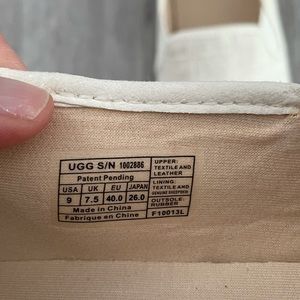 UGG S/N 1002886
Patent Pending
USA UK EU JAPAN
9 7.5 40.0 26.0
Made in China
Fabrique en Chine
UPPER:
TEXTILE AND
LEATHER
LINING:
TEXTILE AND
GENUINE SHEEPSKIN
OUTSOLE:
RUBBER
F10013L